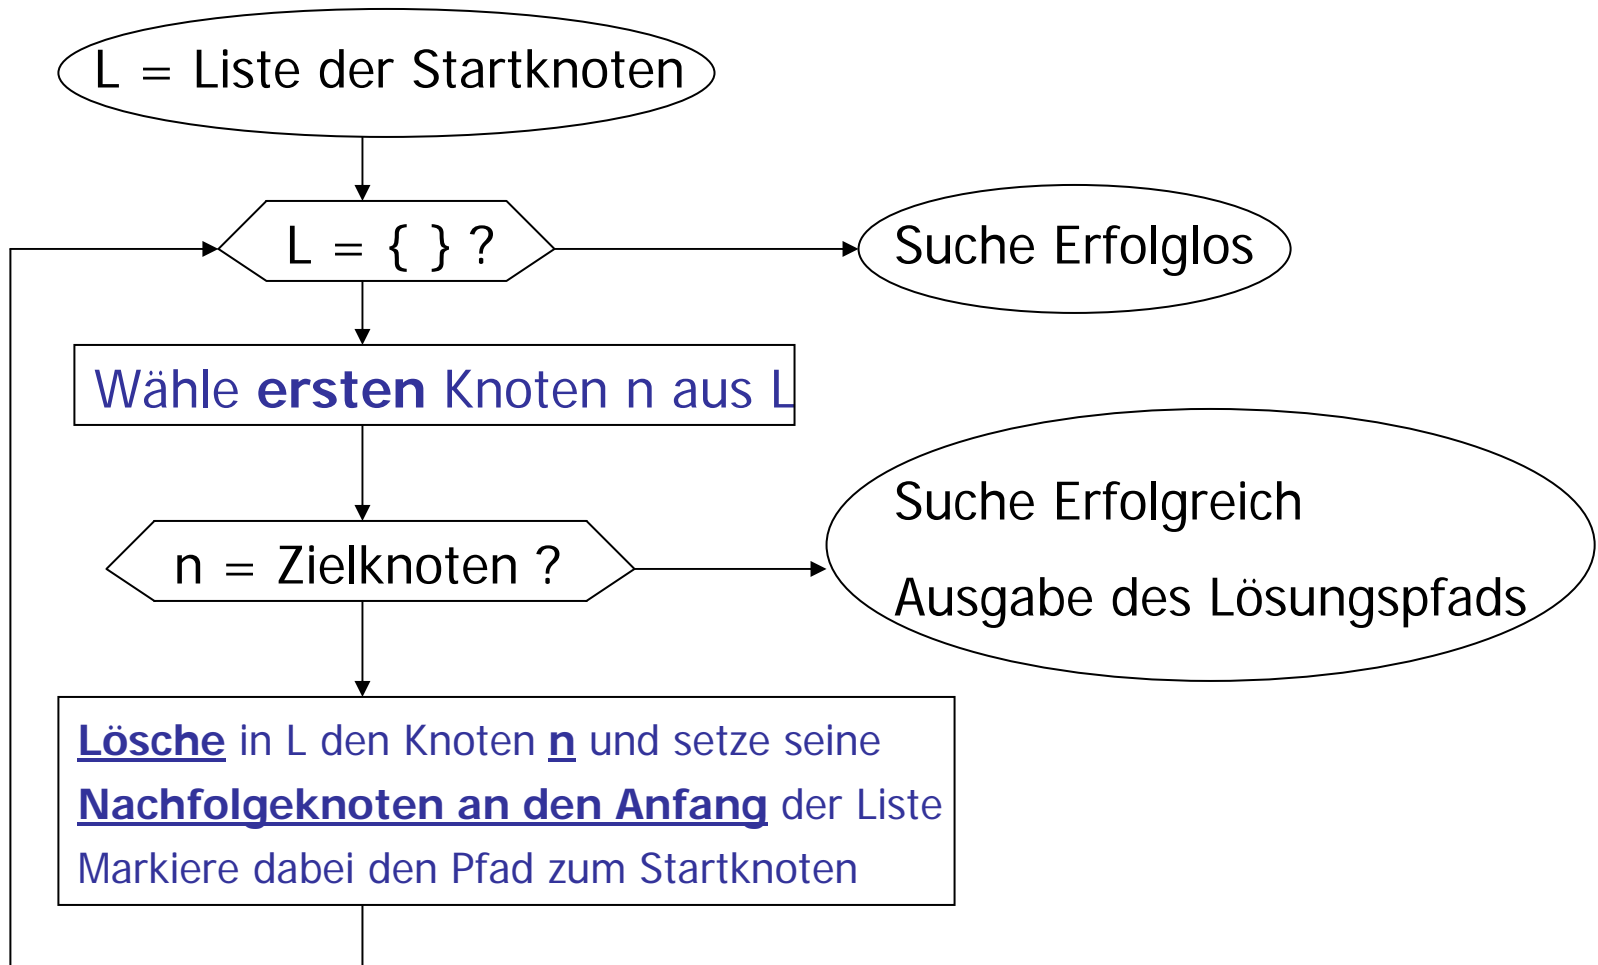 L = Liste der Startknoten
L = { } ?
Suche Erfolglos
Wähle ersten Knoten n aus L
n = Zielknoten ?
Suche Erfolgreich
Ausgabe des Lösungspfads
Lösche in L den Knoten n und setze seine
Nachfolgeknoten an den Anfang der Liste
Markiere dabei den Pfad zum Startknoten